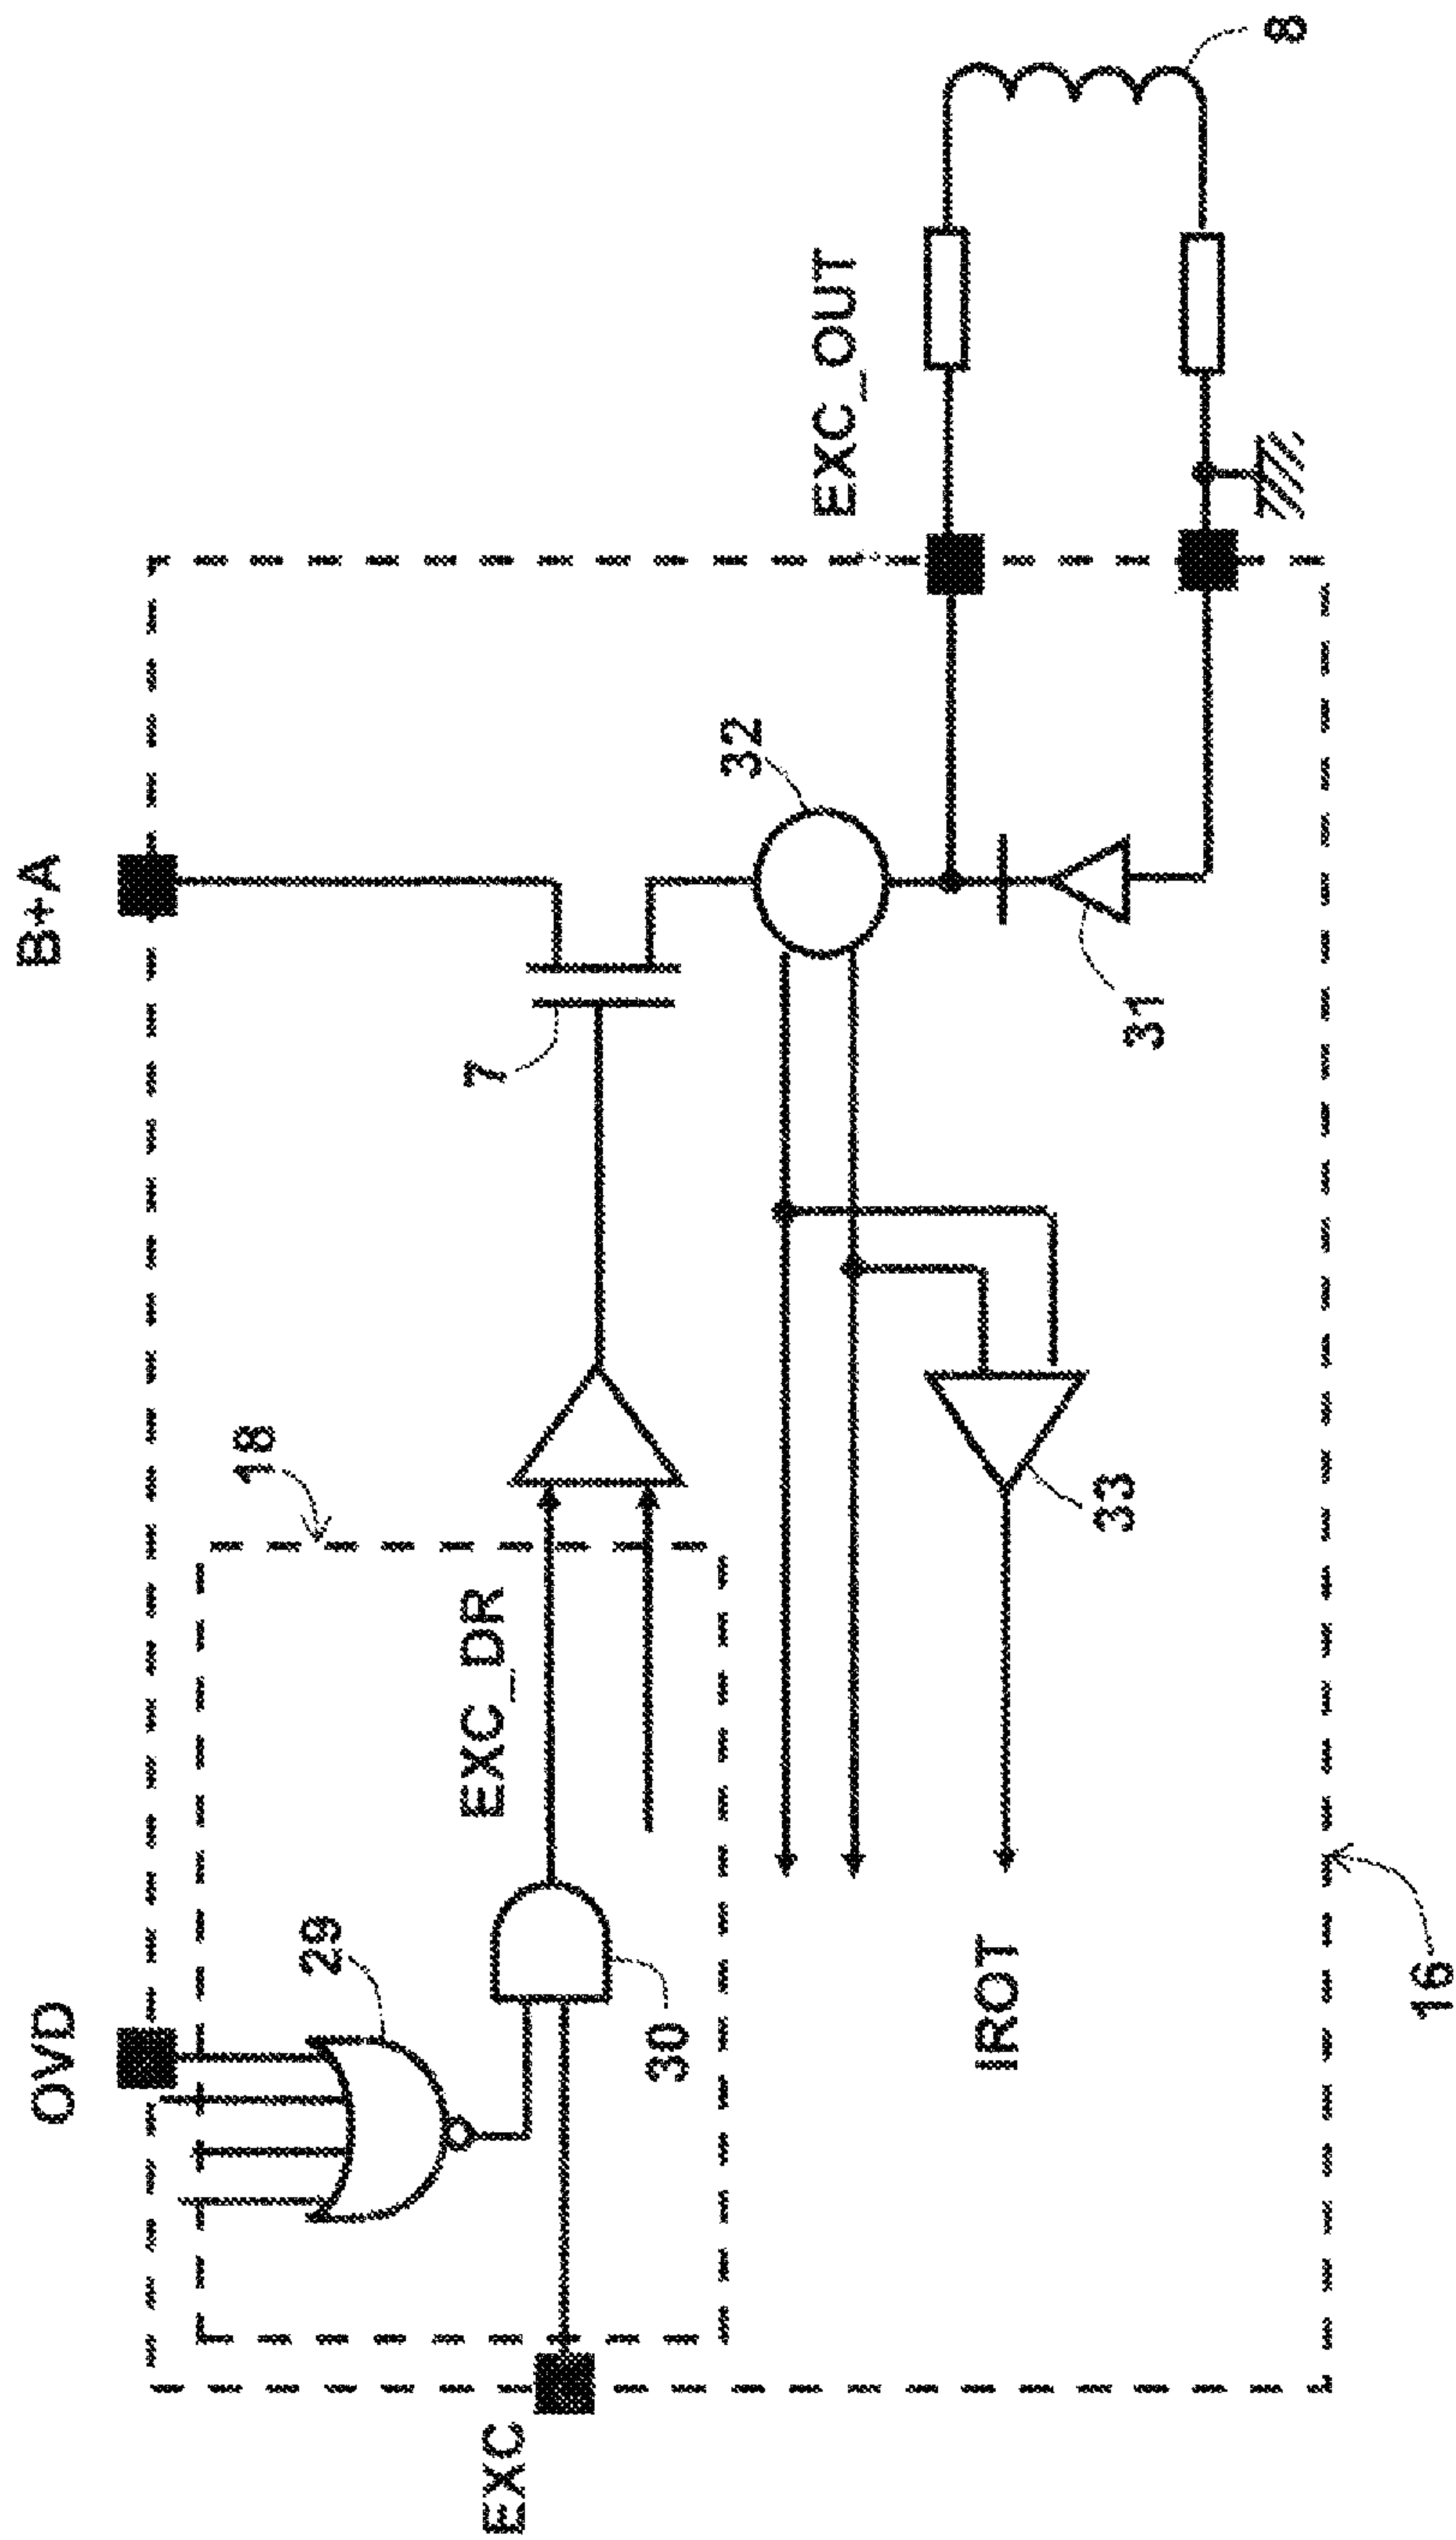 OVD
B+A
EXC
29
18
EXC_DR
30
7
32
EXC_OUT
31
33
IROT
8
16